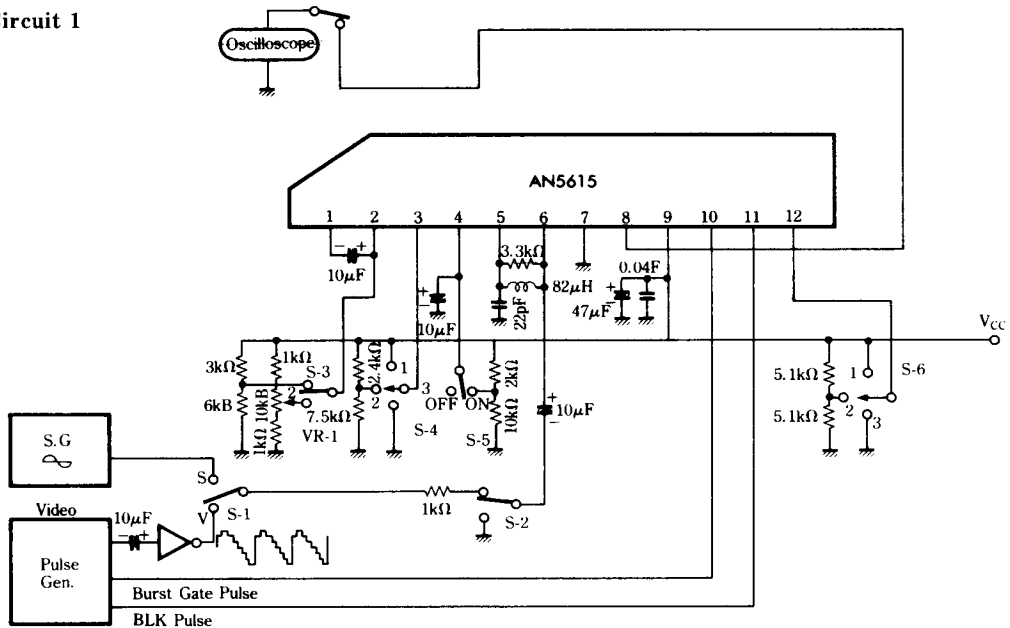 Circuit 1
Oscilloscope
AN5615
1 2 3 4 5 6 7 8 9 10 11 12
10μF
10μF
3.3kΩ
82μH
22pF
0.04F
47μF
Vcc
3kΩ
6kB
1kΩ
10kB
1kΩ
S-3
2
VR-1
2.4kΩ
7.5kΩ
1
2
3
S-4
OFF ON
S-5
2kΩ
10kΩ
10μF
5.1kΩ
5.1kΩ
1
2
3
S-6
S.G
S
V
S-1
1kΩ
S-2
Video
10μF
Pulse
Gen.
Burst Gate Pulse
BLK Pulse